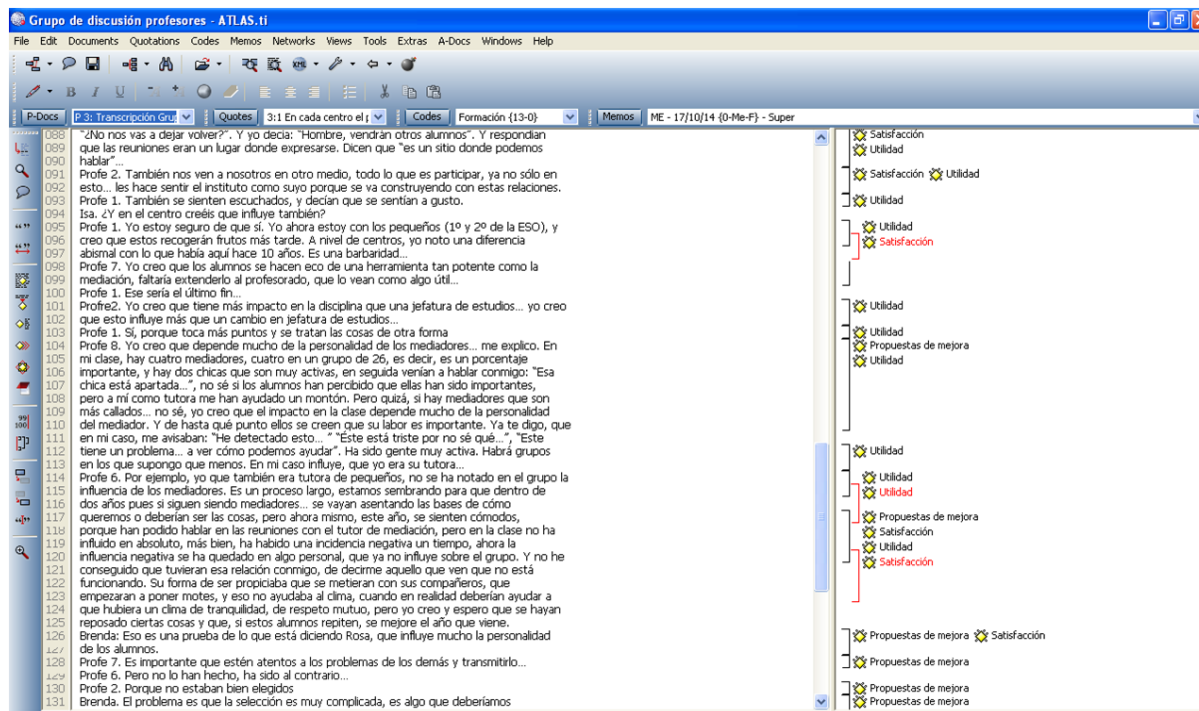 Grupo de discusión profesores - ATLAS.ti
File Edit Documents Quotations Codes Memos Networks Views Tools Extras A-Docs Windows Help
B I U
P-Docs P 3: Transcripción Gru Quotes 3:1 En cada centro el Codes Formación {13-0} Memos ME - 17/10/14 {0-Me-F} - Super
088 "¿No nos vas a dejar volver?". Y yo decía: "Hombre, vendrán otros alumnos". Y respondían
089 que las reuniones eran un lugar donde expresarse. Dicen que "es un sitio donde podemos
090 hablar"...
091 Profe 2. También nos ven a nosotros en otro medio, todo lo que es participar, ya no sólo en
092 esto... les hace sentir el instituto como suyo porque se va construyendo con estas relaciones.
093 Profe 1. También se sienten escuchados, y decían que se sentían a gusto.
094 Isa. ¿Y en el centro creéis que influye también?
095 Profe 1. Yo estoy seguro de que sí. Yo ahora estoy con los pequeños (1º y 2º de la ESO), y
096 creo que estos recogerán frutos más tarde. A nivel de centros, yo noto una diferencia
097 abismal con lo que había aquí hace 10 años. Es una barbaridad...
098 Profe 7. Yo creo que los alumnos se hacen eco de una herramienta tan potente como la
099 mediación, faltaría extenderlo al profesorado, que lo vean como algo útil...
100 Profe 1. Ese sería el último fin...
101 Profre2. Yo creo que tiene más impacto en la disciplina que una jefatura de estudios... yo creo
102 que esto influye más que un cambio en jefatura de estudios...
103 Profe 1. Sí, porque toca más puntos y se tratan las cosas de otra forma
104 Profe 8. Yo creo que depende mucho de la personalidad de los mediadores... me explico. En
105 mi clase, hay cuatro mediadores, cuatro en un grupo de 26, es decir, es un porcentaje
106 importante, y hay dos chicas que son muy activas, en seguida venían a hablar conmigo: "Esa
107 chica está apartada...", no sé si los alumnos han percibido que ellas han sido importantes,
108 pero a mí como tutora me han ayudado un montón. Pero quizá, si hay mediadores que son
109 más callados... no sé, yo creo que el impacto en la clase depende mucho de la personalidad
110 del mediador. Y de hasta qué punto ellos se creen que su labor es importante. Ya te digo, que
111 en mi caso, me avisaban: "He detectado esto... " "Éste está triste por no sé qué...", "Este
112 tiene un problema... a ver cómo podemos ayudar". Ha sido gente muy activa. Habrá grupos
113 en los que supongo que menos. En mi caso influye, que yo era su tutora...
114 Profe 6. Por ejemplo, yo que también era tutora de pequeños, no se ha notado en el grupo la
115 influencia de los mediadores. Es un proceso largo, estamos sembrando para que dentro de
116 dos años pues si siguen siendo mediadores... se vayan asentando las bases de cómo
117 queremos o deberían ser las cosas, pero ahora mismo, este año, se sienten cómodos,
118 porque han podido hablar en las reuniones con el tutor de mediación, pero en la clase no ha
119 influido en absoluto, más bien, ha habido una incidencia negativa un tiempo, ahora la
120 influencia negativa se ha quedado en algo personal, que ya no influye sobre el grupo. Y no he
121 conseguido que tuvieran esa relación conmigo, de decirme aquello que ven que no está
122 funcionando. Su forma de ser propiciaba que se metieran con sus compañeros, que
123 empezaran a poner motes, y eso no ayudaba al clima, cuando en realidad deberían ayudar a
124 que hubiera un clima de tranquilidad, de respeto mutuo, pero yo creo y espero que se hayan
125 reposado ciertas cosas y que, si estos alumnos repiten, se mejore el año que viene.
126 Brenda: Eso es una prueba de lo que está diciendo Rosa, que influye mucho la personalidad
127 de los alumnos.
128 Profe 7. Es importante que estén atentos a los problemas de los demás y transmitirlo...
129 Profe 6. Pero no lo han hecho, ha sido al contrario...
130 Profe 2. Porque no estaban bien elegidos
131 Brenda. El problema es que la selección es muy complicada, es algo que deberíamos
Satisfacción
Utilidad
Satisfacción Utilidad
Utilidad
Utilidad
Satisfacción
Utilidad
Utilidad
Propuestas de mejora
Utilidad
Utilidad
Utilidad
Utilidad
Propuestas de mejora
Satisfacción
Utilidad
Satisfacción
Propuestas de mejora Satisfacción
Propuestas de mejora
Propuestas de mejora
Propuestas de mejora